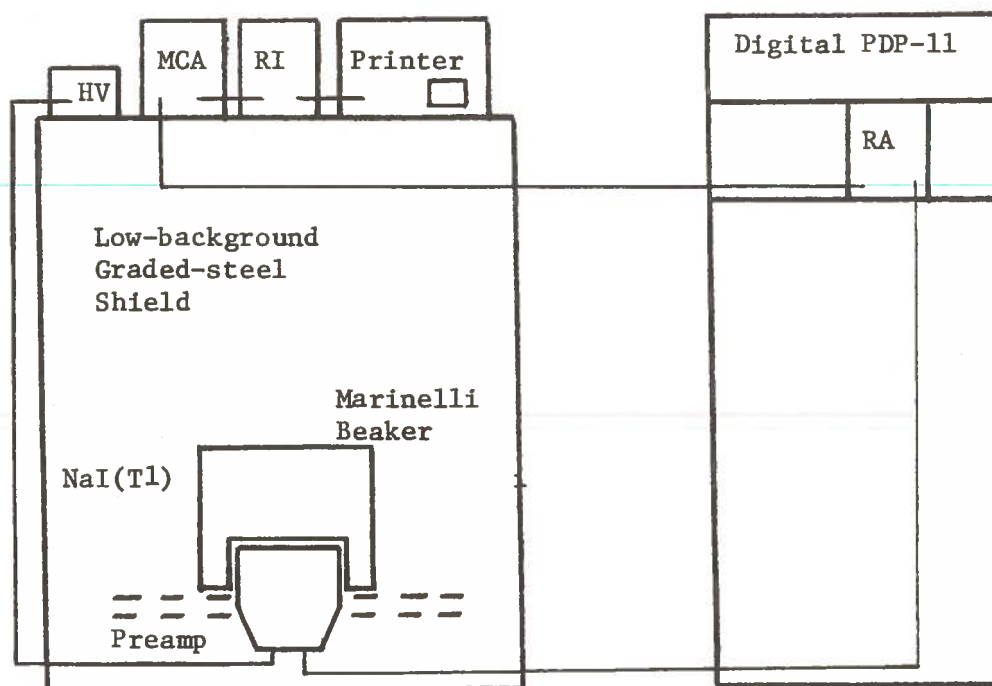 MCA
RI
Printer
Digital PDP-11
HV
RA
Low-background
Graded-steel
Shield
Marinelli
Beaker
NaI(Tl)
Preamp